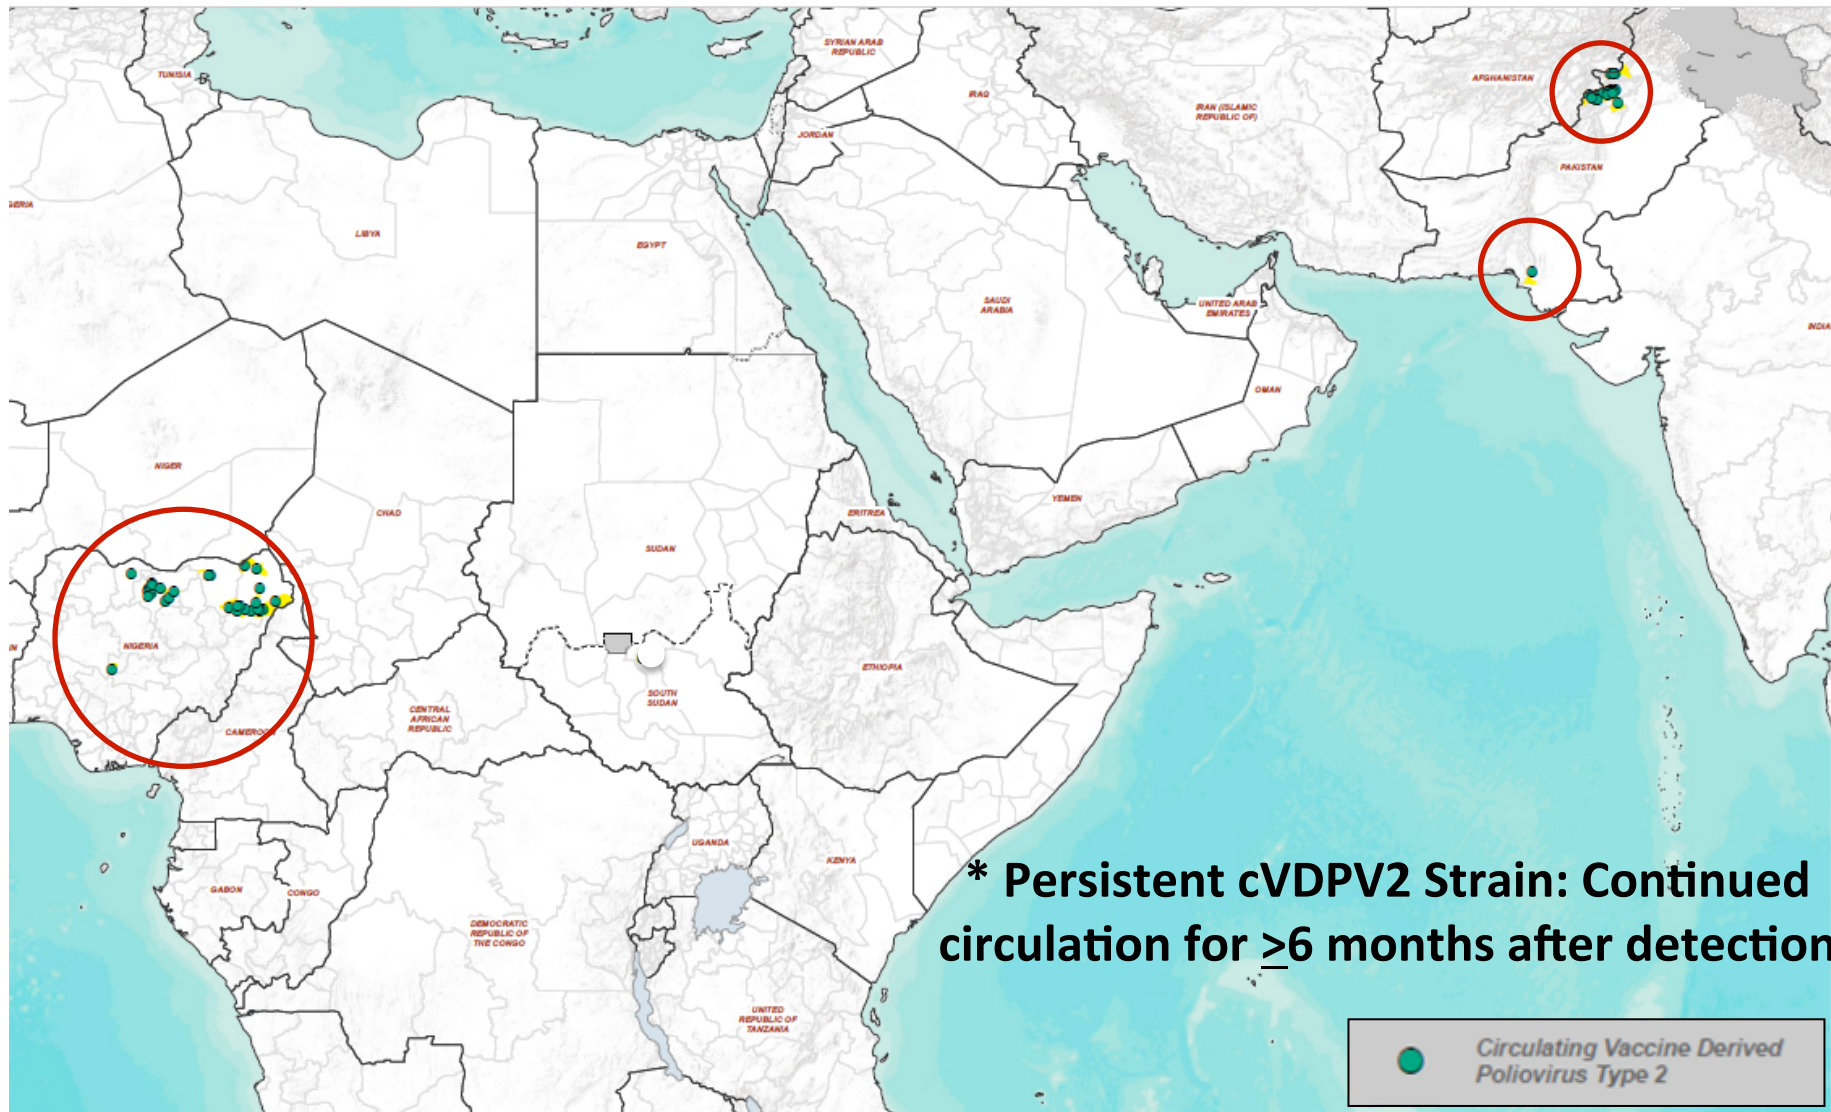 SYRIAN ARAB
REPUBLIC
TUNISIA
AFGHANISTAN
IRAQ
IRAN (ISLAMIC
REPUBLIC OF)
JORDAN
PAKISTAN
GERIA
LIBYA
EGYPT
SAUDI
ARABIA
UNITED ARAB
EMIRATES
INDIA
OMAN
NIGER
YEMEN
CHAD
ERITREA
SUDAN
NIGERIA
IN
ETHIOPIA
SOUTH
SUDAN
CENTRAL
AFRICAN
REPUBLIC
CAMEROO
UGANDA
KENYA
GABON
CONGO
DEMOCRATIC
REPUBLIC OF
THE CONGO
UNITED
REPUBLIC OF
TANZANIA
* Persistent cVDPV2 Strain: Continued
circulation for ≥6 months after detection
Circulating Vaccine Derived
Poliovirus Type 2